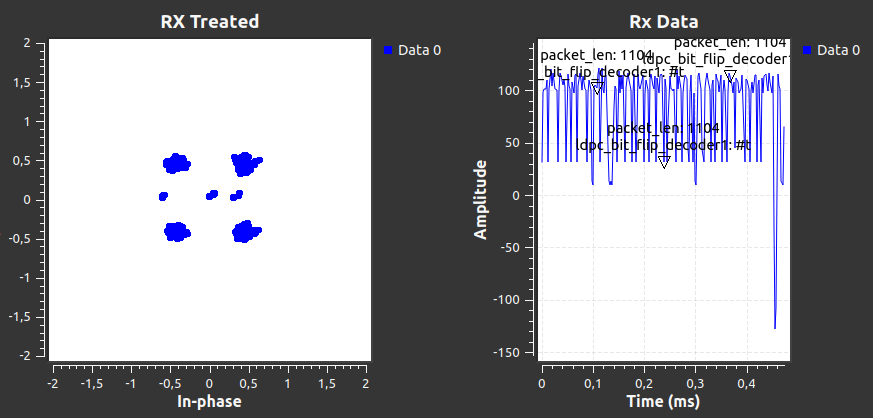 RX Treated
2
1,5
1
0,5
0
-0,5
-1
-1,5
-2
-2 -1,5 -1 -0,5 0 0,5 1 1,5 2
In-phase
Data 0
Rx Data
packet_len: 1104
packet_len: 1104
ldpc_bit_flip_decoder1
_bit_flip_decoder1: #t
packet_len: 1104
ldpc_bit_flip_decoder1: #t
Amplitude
100
50
0
-50
-100
-150
0 0,1 0,2 0,3 0,4
Time (ms)
Data 0